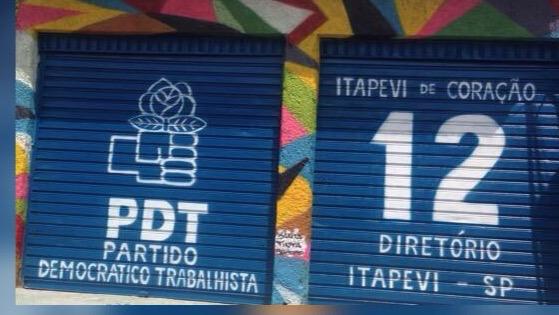 PDT
PARTIDO
DEMOCRATICO TRABALHISTA
ITAPEVI DE CORAÇÃO
12
DIRETÓRIO
ITAPEVI - SP